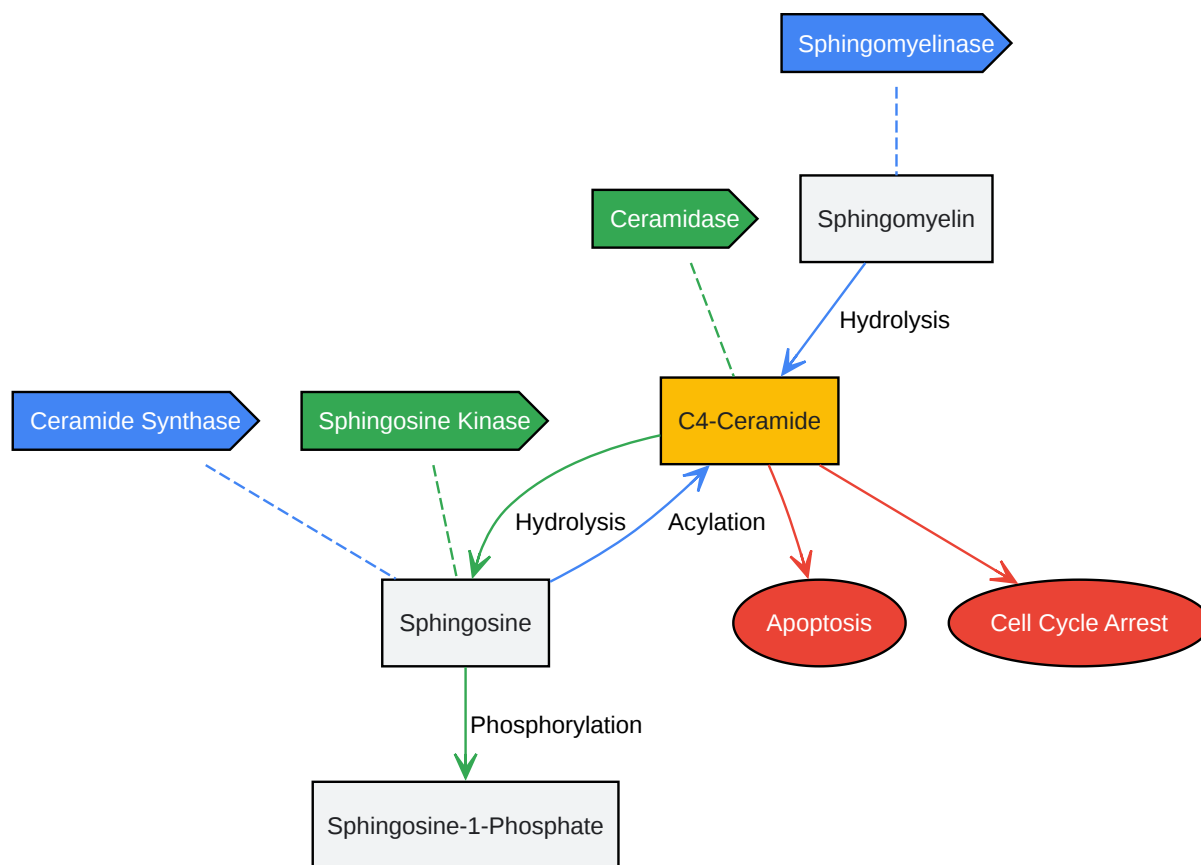 Sphingomyelinase
Ceramidase
Sphingomyelin
Hydrolysis
Ceramide Synthase
Sphingosine Kinase
C4-Ceramide
Hydrolysis
Acylation
Sphingosine
Apoptosis
Cell Cycle Arrest
Phosphorylation
Sphingosine-1-Phosphate